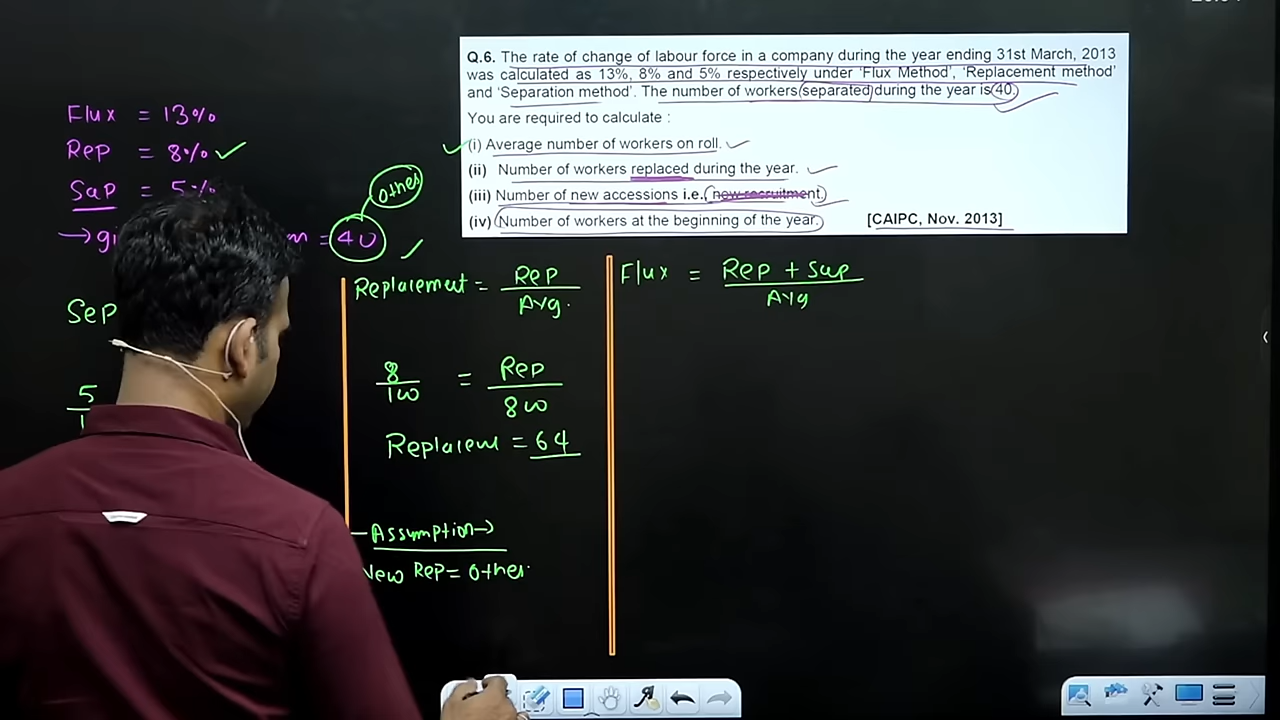 Q.6. The rate of change of labour force in a company during the year ending 31st March, 2013
was calculated as 13%, 8% and 5% respectively under 'Flux Method', 'Replacement method'
and 'Separation method'. The number of workers separated during the year is 40.
You are required to calculate :
(i) Average number of workers on roll.
(ii) Number of workers replaced during the year.
(iii) Number of new accessions i.e. new recruitment.
(iv) Number of workers at the beginning of the year. [CAIPC, Nov. 2013]
Flux = 13%
Rep = 8%
Sap = 5%
= 40
Other
Sep
5
Replacement = Rep
Avg.
8 = Rep
100 800
Replacem = 64
Assumption→
New Rep = Other
Flux = Rep + Sap
Avg